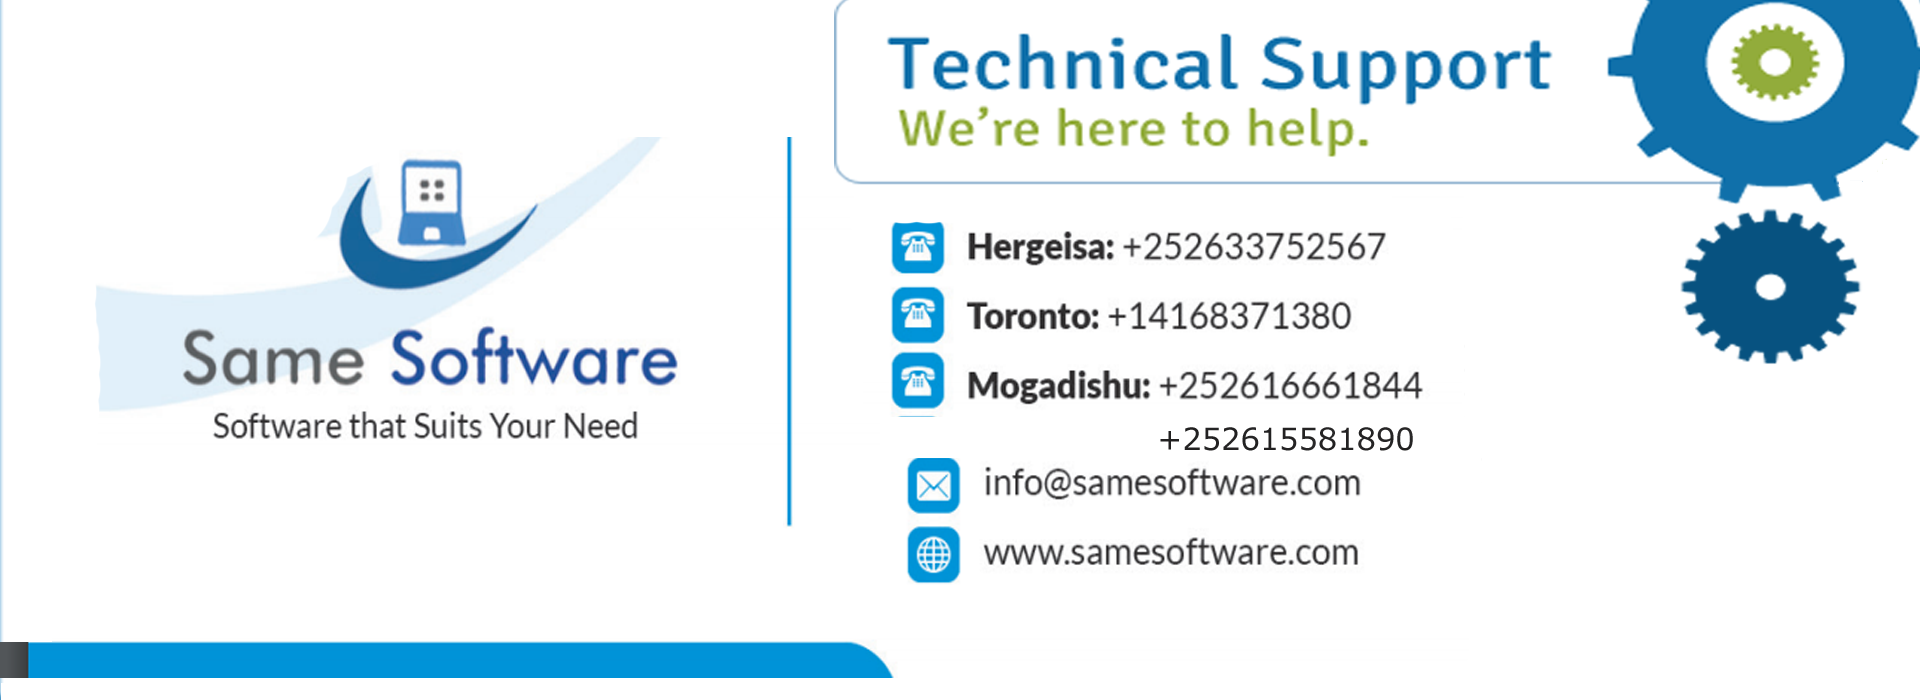 Same Software
Software that Suits Your Need
Technical Support
We're here to help.
Hergeisa: +252633752567
Toronto: +14168371380
Mogadishu: +252616661844
+252615581890
info@samesoftware.com
www.samesoftware.com